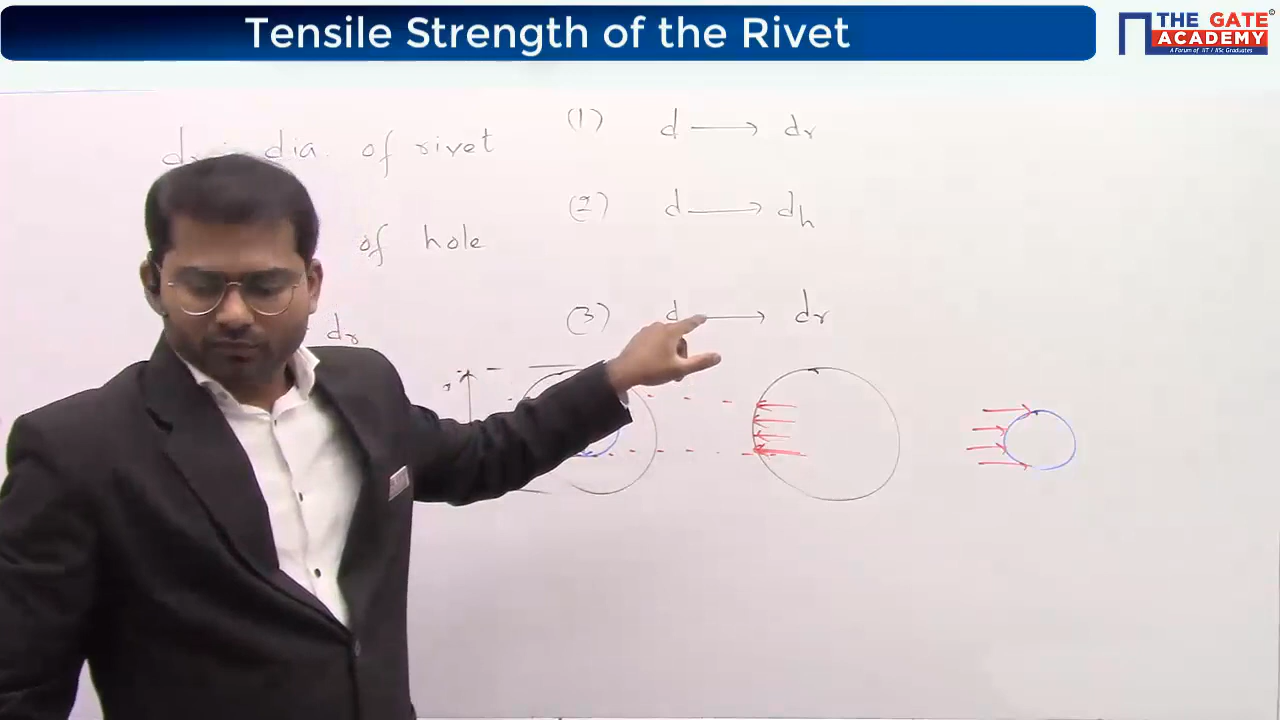 Tensile Strength of the Rivet
THE GATE
ACADEMY
A Forum of IIT / IISc Graduates
©
dia. of rivet
of hole
dr
(1) d → dr
(2) d → dh
(3) d → dr